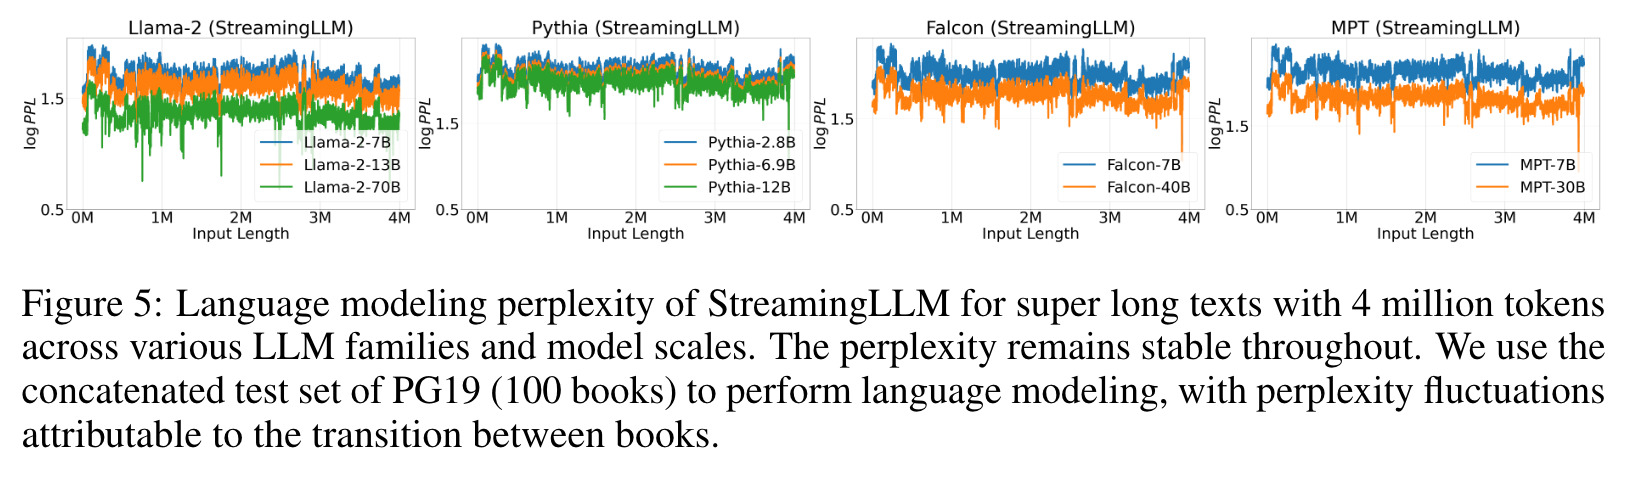 Llama-2 (StreamingLLM)
log PPL
1.5
0.5
0M 1M 2M 3M 4M
Input Length
Llama-2-7B
Llama-2-13B
Llama-2-70B
Pythia (StreamingLLM)
log PPL
1.5
0.5
0M 1M 2M 3M 4M
Input Length
Pythia-2.8B
Pythia-6.9B
Pythia-12B
Falcon (StreamingLLM)
log PPL
1.5
0.5
0M 1M 2M 3M 4M
Input Length
Falcon-7B
Falcon-40B
MPT (StreamingLLM)
log PPL
1.5
0.5
0M 1M 2M 3M 4M
Input Length
MPT-7B
MPT-30B
Figure 5: Language modeling perplexity of StreamingLLM for super long texts with 4 million tokens
across various LLM families and model scales. The perplexity remains stable throughout. We use the
concatenated test set of PG19 (100 books) to perform language modeling, with perplexity fluctuations
attributable to the transition between books.